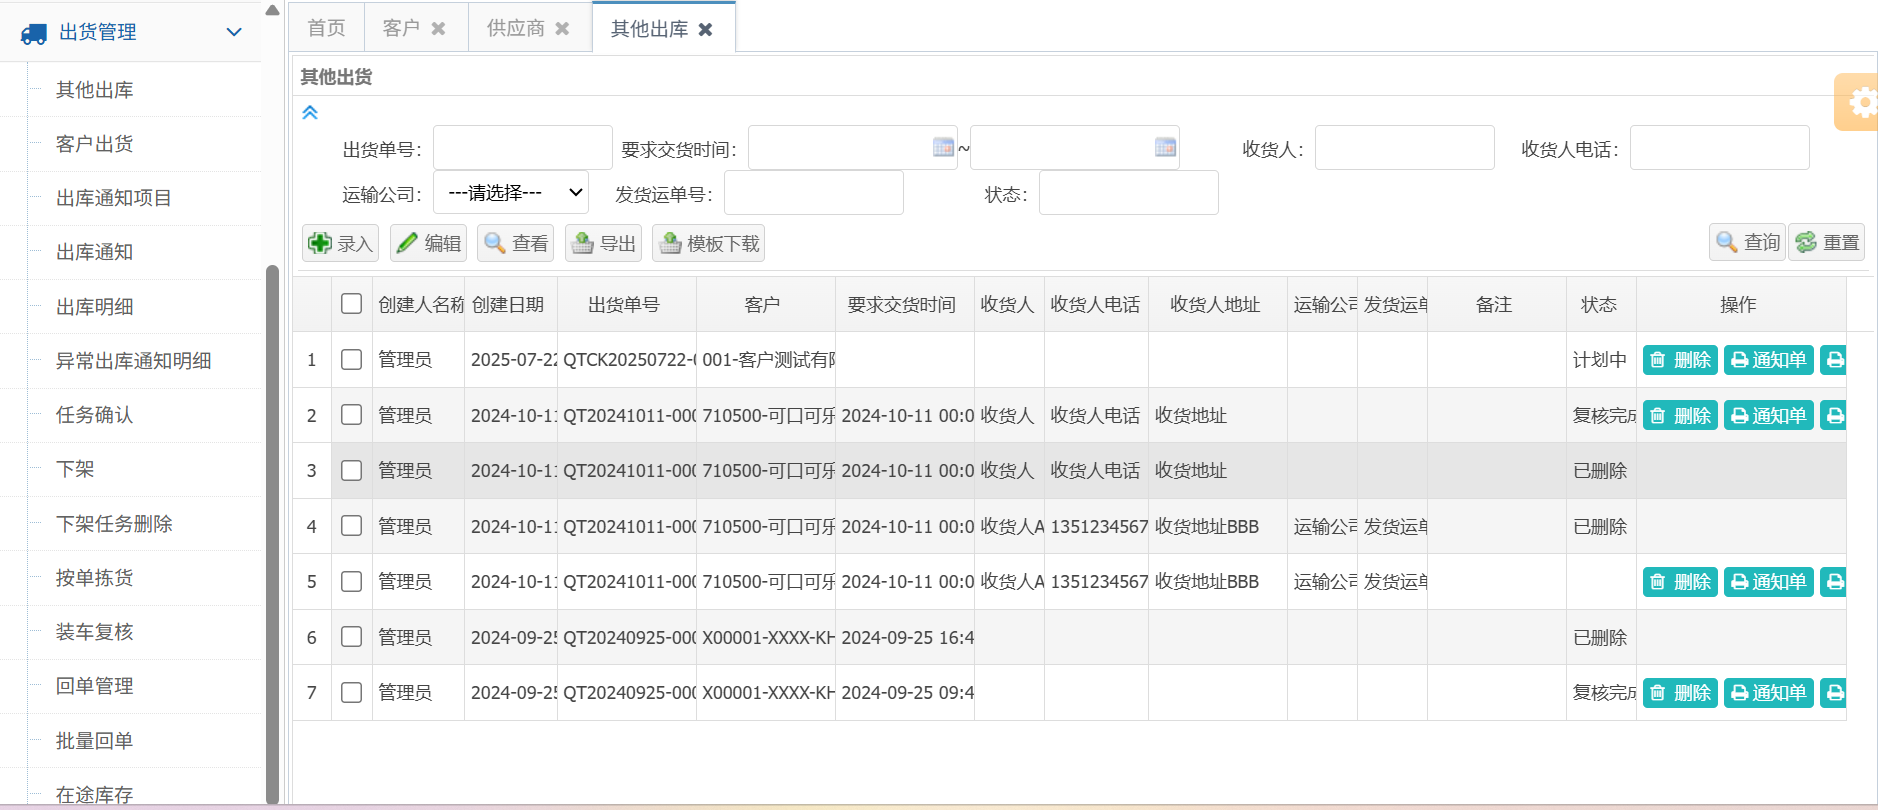 出货管理
其他出库
客户出货
出库通知项目
出库通知
出库明细
异常出库通知明细
任务确认
下架
下架任务删除
按单拣货
装车复核
回单管理
批量回单
在途库存
首页 客户 供应商 其他出库
其他出货
出货单号: 要求交货时间: ~ 收货人: 收货人电话:
运输公司: ---请选择--- 发货运单号: 状态:
录入 编辑 查看 导出 模板下载 查询 重置
创建人名称 创建日期 出货单号 客户 要求交货时间 收货人 收货人电话 收货人地址 运输公司 发货运单 备注 状态 操作
1 管理员 2025-07-22 QTCK20250722-0 001-客户测试有限 计划中 删除 通知单
2 管理员 2024-10-11 QT20241011-000 710500-可口可乐 2024-10-11 00:0 收货人 收货人电话 收货地址 复核完成 删除 通知单
3 管理员 2024-10-11 QT20241011-000 710500-可口可乐 2024-10-11 00:0 收货人 收货人电话 收货地址 已删除
4 管理员 2024-10-11 QT20241011-000 710500-可口可乐 2024-10-11 00:0 收货人A 1351234567 收货地址BBB 运输公司 发货运单 已删除
5 管理员 2024-10-11 QT20241011-000 710500-可口可乐 2024-10-11 00:0 收货人A 1351234567 收货地址BBB 运输公司 发货运单 删除 通知单
6 管理员 2024-09-25 QT20240925-000 X00001-XXXX-KH 2024-09-25 16:4 已删除
7 管理员 2024-09-25 QT20240925-000 X00001-XXXX-KH 2024-09-25 09:4 复核完成 删除 通知单